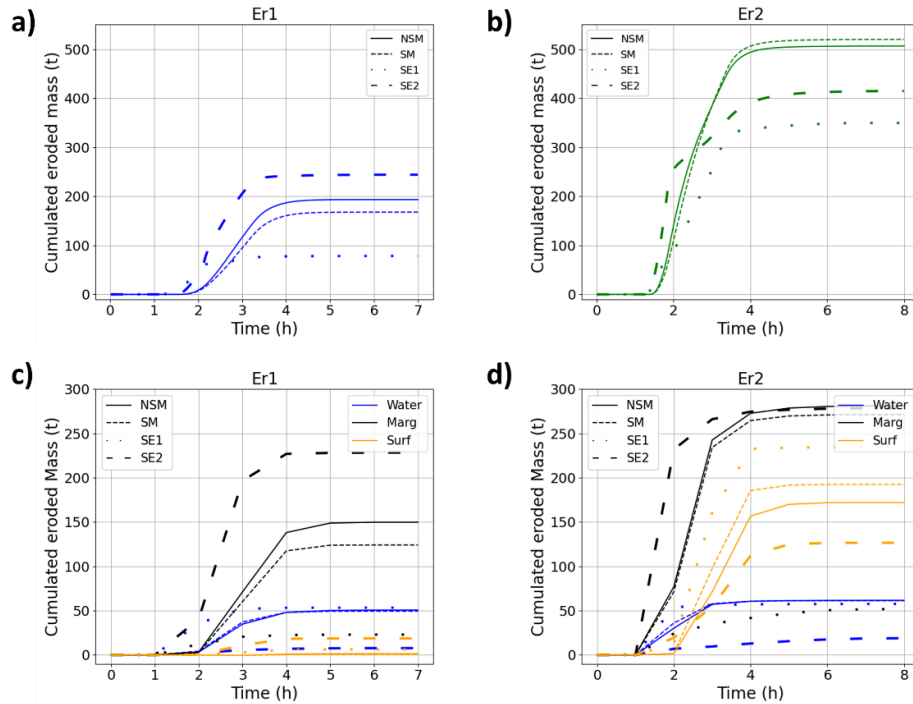 a)
Er1
Cumulated eroded mass (t)
500
400
300
200
100
0
NSM
SM
SE1
SE2
0 1 2 3 4 5 6 7
Time (h)
b)
Er2
Cumulated eroded mass (t)
500
400
300
200
100
0
NSM
SM
SE1
SE2
0 2 4 6 8
Time (h)
c)
Er1
Cumulated eroded Mass (t)
300
250
200
150
100
50
0
NSM
SM
SE1
SE2
Water
Marg
Surf
0 1 2 3 4 5 6 7
Time (h)
d)
Er2
Cumulated eroded Mass (t)
300
250
200
150
100
50
0
NSM
SM
SE1
SE2
Water
Marg
Surf
0 1 2 3 4 5 6 7 8
Time (h)